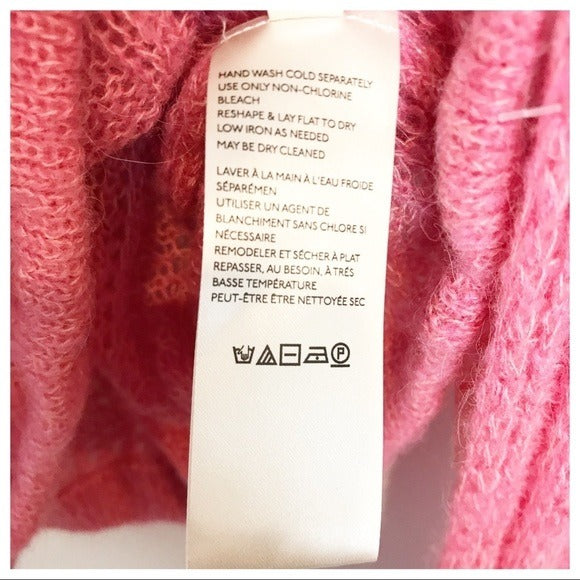 HAND WASH COLD SEPARATELY
USE ONLY NON-CHLORINE
BLEACH
RESHAPE & LAY FLAT TO DRY
LOW IRON AS NEEDED
MAY BE DRY CLEANED
LAVER À LA MAIN À L'EAU FROIDE
SÉPARÉMEN
UTILISER UN AGENT DE
BLANCHIMENT SANS CHLORE SI
NÉCESSAIRE
REMODELER ET SÉCHER À PLAT
REPASSER, AU BESOIN, À TRÉS
BASSE TEMPÉRATURE
PEUT-ÊTRE ÊTRE NETTOYÉE SEC
P